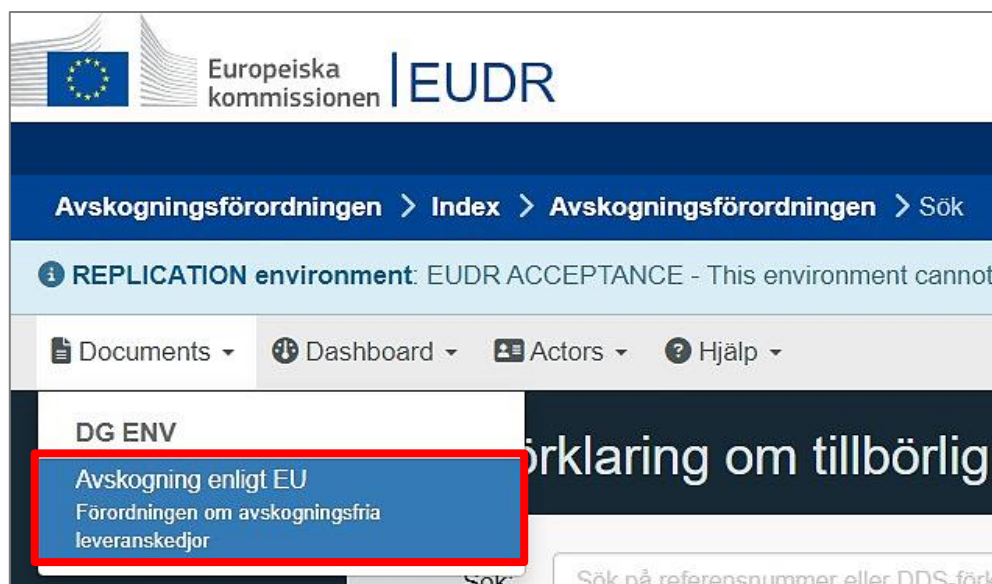 Europeiska
kommissionen
EUDR
Avskogningsförordningen > Index > Avskogningsförordningen > Sök
REPLICATION environment: EUDR ACCEPTANCE - This environment cannot
Documents Dashboard Actors Hjälp
DG ENV
örklaring om tillbörlig
Avskogning enligt EU
Förordningen om avskogningsfria
leveranskedjor
Sök:
Sök på referensnummer eller DDS-förk